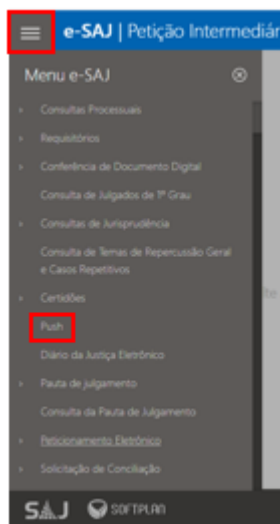 e-SAJ | Petição Intermediár
Menu e-SAJ
Consultas Processuais
Requisitórios
Conferência de Documento Digital
Consulta de Julgados de 1º Grau
Consultas de Jurisprudência
Consulta de Temas de Repercussão Geral
e Casos Repetitivos
Certidões
Push
Diário da Justiça Eletrônico
Pauta de julgamento
Consulta da Pauta de Julgamento
Peticionamento Eletrônico
Solicitação de Conciliação
SAJ SOFTPLAN